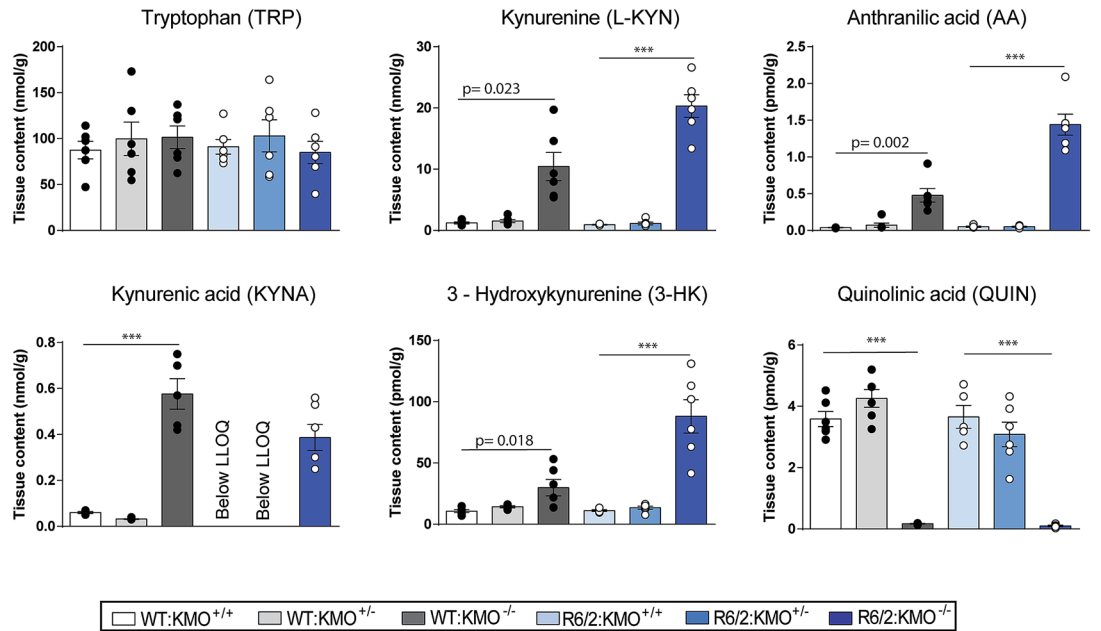 Tryptophan (TRP)
Kynurenine (L-KYN)
Anthranilic acid (AA)
Tissue content (nmol/g)
200
150
100
50
0
Tissue content (nmol/g)
30
20
10
0
p= 0.023
***
Tissue content (pmol/g)
2.5
2.0
1.5
1.0
0.5
0.0
p= 0.002
***
Kynurenic acid (KYNA)
3 - Hydroxykynurenine (3-HK)
Quinolinic acid (QUIN)
Tissue content (pmol/g)
0.8
0.6
0.4
0.2
0.0
***
Below LLOQ
Below LLOQ
Tissue content (pmol/g)
150
100
50
0
p= 0.018
***
Tissue content (pmol/g)
6
4
2
0
***
***
WT:KMO+/+ WT:KMO+/- WT:KMO-/- R6/2:KMO+/+ R6/2:KMO+/- R6/2:KMO-/-